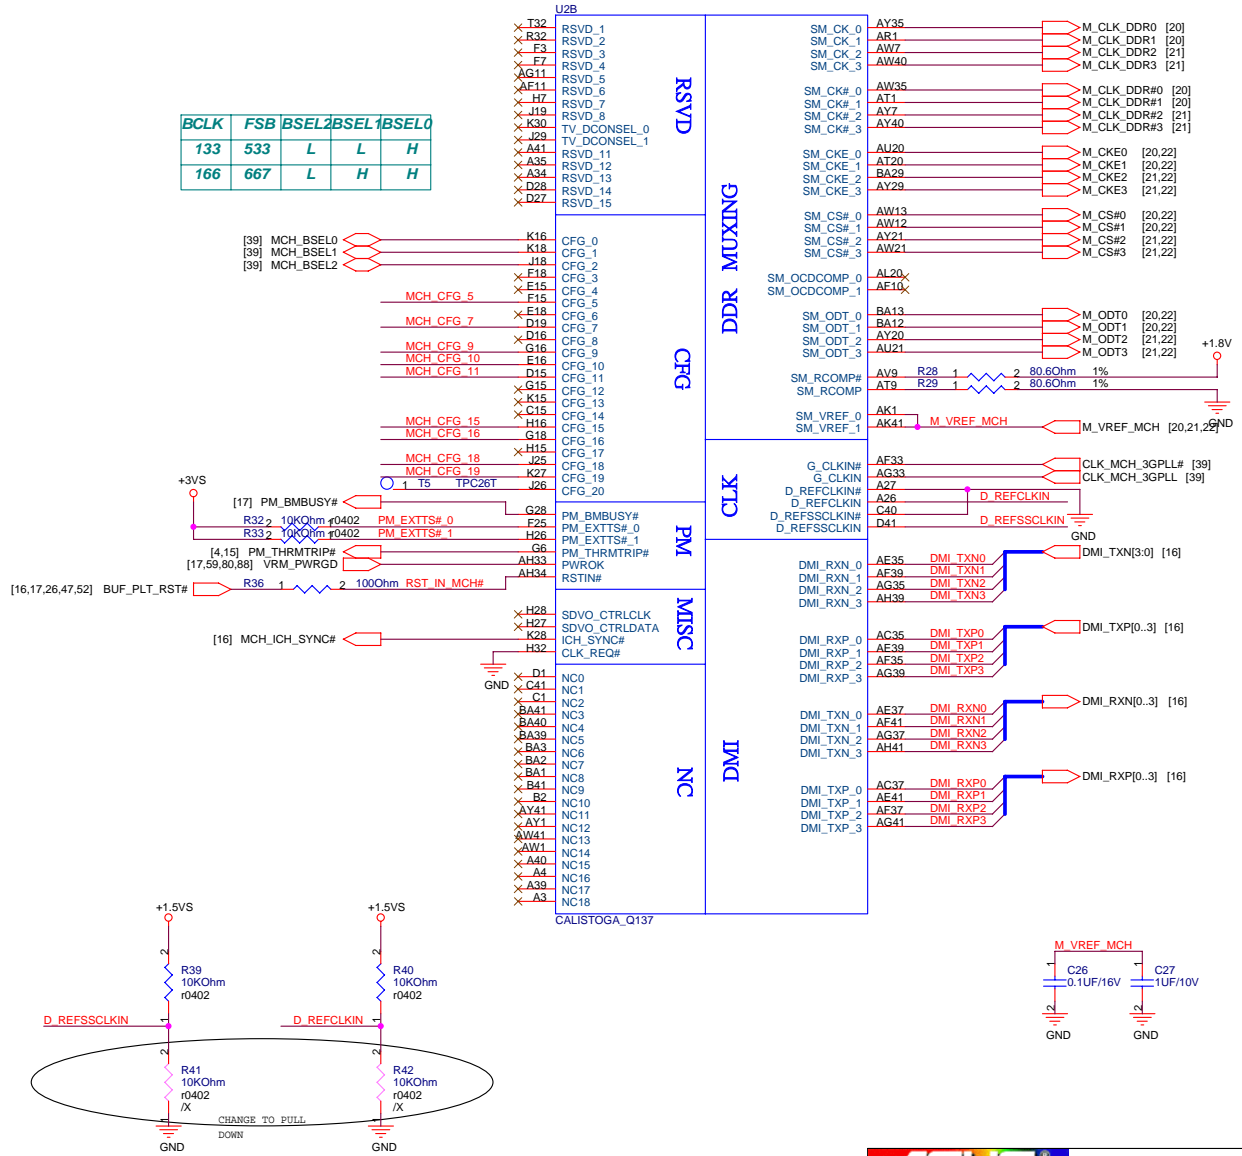 U2B
BCLK FSB BSEL2 BSEL1 BSEL0
133 533 L L H
166 667 L H H
T32 RSVD_1
R32 RSVD_2
F3 RSVD_3
F7 RSVD_4
AG11 RSVD_5
AF11 RSVD_6
H7 RSVD_7
J19 RSVD_8
K30 TV_DCONSEL_0
J29 TV_DCONSEL_1
A41 RSVD_11
A35 RSVD_12
A34 RSVD_13
D28 RSVD_14
D27 RSVD_15
RSVD
[39] MCH_BSEL0 K16 CFG_0
[39] MCH_BSEL1 K18 CFG_1
[39] MCH_BSEL2 J18 CFG_2
F18 CFG_3
E15 CFG_4
MCH_CFG_5 F15 CFG_5
E18 CFG_6
MCH_CFG_7 D19 CFG_7
D16 CFG_8
MCH_CFG_9 G16 CFG_9
MCH_CFG_10 E16 CFG_10
MCH_CFG_11 D15 CFG_11
G15 CFG_12
K15 CFG_13
C15 CFG_14
MCH_CFG_15 H16 CFG_15
MCH_CFG_16 G18 CFG_16
H15 CFG_17
MCH_CFG_18 J25 CFG_18
MCH_CFG_19 K27 CFG_19
1 T5 TPC26T J26 CFG_20
CFG
+3VS
[17] PM_BMBUSY# G28 PM_BMBUSY#
R32 2 10KOhm 1 r0402 PM_EXTTS#_0 F25 PM_EXTTS#_0
R33 2 10KOhm 1 r0402 PM_EXTTS#_1 H26 PM_EXTTS#_1
[4,15] PM_THRMTRIP# G6 PM_THRMTRIP#
[17,59,80,88] VRM_PWRGD AH33 PWROK
[16,17,26,47,52] BUF_PLT_RST# R36 1 2 100Ohm RST_IN_MCH# AH34 RSTIN#
PM
H28 SDVO_CTRLCLK
H27 SDVO_CTRLDATA
[16] MCH_ICH_SYNC# K28 ICH_SYNC#
H32 CLK_REQ#
GND
MISC
D1 NC0
C41 NC1
C1 NC2
BA41 NC3
BA40 NC4
BA39 NC5
BA3 NC6
BA2 NC7
BA1 NC8
B41 NC9
B2 NC10
AY41 NC11
AY1 NC12
AW41 NC13
AW1 NC14
A40 NC15
A4 NC16
A39 NC17
A3 NC18
NC
CALISTOGA_Q137
SM_CK_0 AY35 M_CLK_DDR0 [20]
SM_CK_1 AR1 M_CLK_DDR1 [20]
SM_CK_2 AW7 M_CLK_DDR2 [21]
SM_CK_3 AW40 M_CLK_DDR3 [21]
SM_CK#_0 AW35 M_CLK_DDR#0 [20]
SM_CK#_1 AT1 M_CLK_DDR#1 [20]
SM_CK#_2 AY7 M_CLK_DDR#2 [21]
SM_CK#_3 AY40 M_CLK_DDR#3 [21]
SM_CKE_0 AU20 M_CKE0 [20,22]
SM_CKE_1 AT20 M_CKE1 [20,22]
SM_CKE_2 BA29 M_CKE2 [21,22]
SM_CKE_3 AY29 M_CKE3 [21,22]
SM_CS#_0 AW13 M_CS#0 [20,22]
SM_CS#_1 AW12 M_CS#1 [20,22]
SM_CS#_2 AY21 M_CS#2 [21,22]
SM_CS#_3 AW21 M_CS#3 [21,22]
SM_OCDCOMP_0 AL20
SM_OCDCOMP_1 AF10
SM_ODT_0 BA13 M_ODT0 [20,22]
SM_ODT_1 BA12 M_ODT1 [20,22]
SM_ODT_2 AY20 M_ODT2 [21,22]
SM_ODT_3 AU21 M_ODT3 [21,22]
+1.8V
SM_RCOMP# AV9 R28 1 2 80.6Ohm 1%
SM_RCOMP AT9 R29 1 2 80.6Ohm 1%
GND
SM_VREF_0 AK1
SM_VREF_1 AK41 M_VREF_MCH M_VREF_MCH [20,21,22]
DDR MUXING
G_CLKIN# AF33 CLK_MCH_3GPLL# [39]
G_CLKIN AG33 CLK_MCH_3GPLL [39]
D_REFCLKIN# A27
D_REFCLKIN A26 D_REFCLKIN
D_REFSSCLKIN# C40
D_REFSSCLKIN D41 D_REFSSCLKIN
GND
CLK
DMI_RXN_0 AE35 DMI_TXN0 DMI_TXN[3:0] [16]
DMI_RXN_1 AF39 DMI_TXN1
DMI_RXN_2 AG35 DMI_TXN2
DMI_RXN_3 AH39 DMI_TXN3
DMI_RXP_0 AC35 DMI_TXP0 DMI_TXP[0..3] [16]
DMI_RXP_1 AE39 DMI_TXP1
DMI_RXP_2 AF35 DMI_TXP2
DMI_RXP_3 AG39 DMI_TXP3
DMI_TXN_0 AE37 DMI_RXN0 DMI_RXN[0..3] [16]
DMI_TXN_1 AF41 DMI_RXN1
DMI_TXN_2 AG37 DMI_RXN2
DMI_TXN_3 AH41 DMI_RXN3
DMI_TXP_0 AC37 DMI_RXP0 DMI_RXP[0..3] [16]
DMI_TXP_1 AE41 DMI_RXP1
DMI_TXP_2 AF37 DMI_RXP2
DMI_TXP_3 AG41 DMI_RXP3
DMI
+1.5VS +1.5VS
2 2
R39 R40
10KOhm 10KOhm
r0402 r0402
1 1
D_REFSSCLKIN D_REFCLKIN
2 2
R41 R42
10KOhm 10KOhm
r0402 r0402
/X /X
1 1
CHANGE TO PULL
DOWN
GND GND
M_VREF_MCH
1 1
C26 C27
0.1UF/16V 1UF/10V
2 2
GND GND